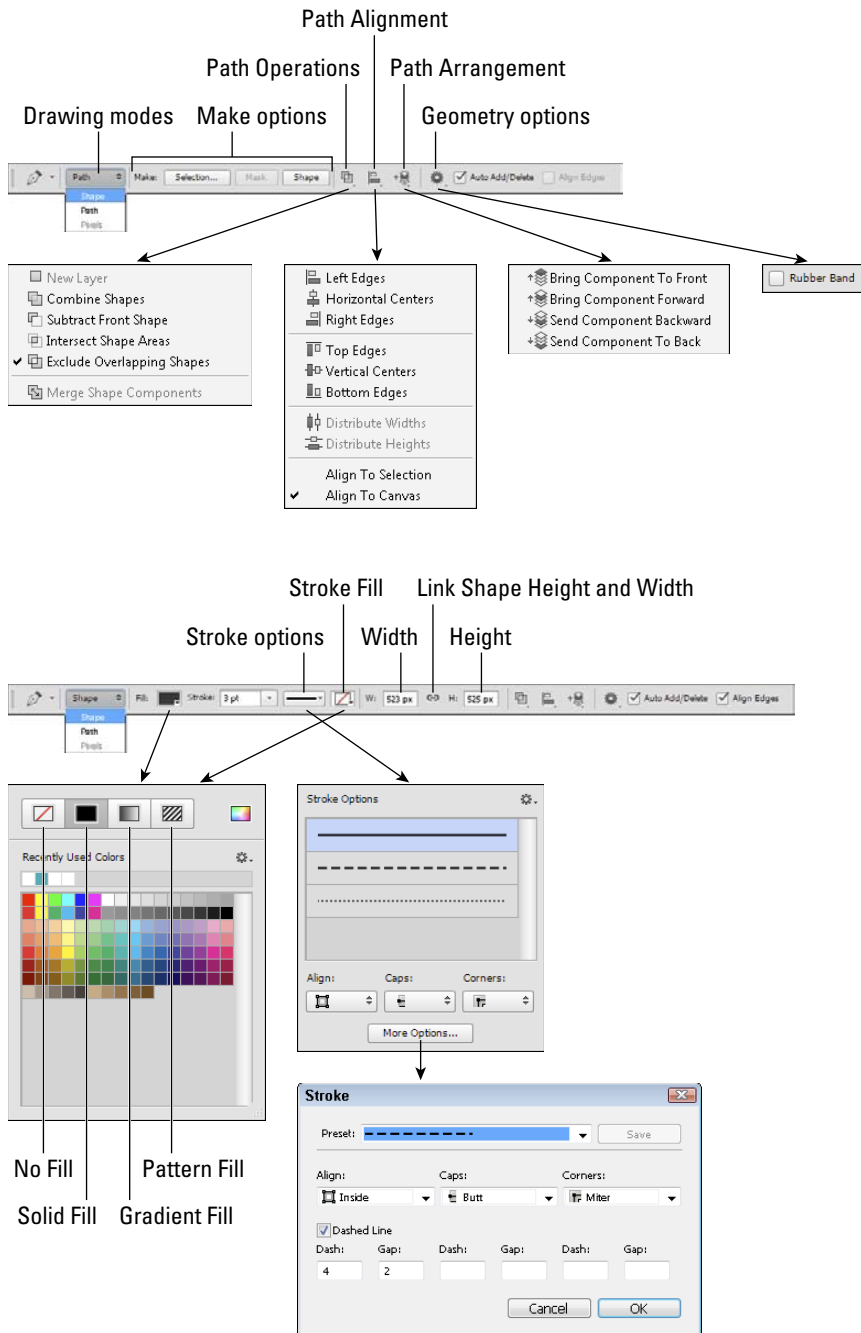 Path Alignment
Path Operations Path Arrangement
Drawing modes Make options Geometry options
Path Make: Selection... Mask Shape Auto Add/Delete Align Edges
Shape
Path
Pixels
New Layer
Combine Shapes
Subtract Front Shape
Intersect Shape Areas
Exclude Overlapping Shapes
Merge Shape Components
Left Edges
Horizontal Centers
Right Edges
Top Edges
Vertical Centers
Bottom Edges
Distribute Widths
Distribute Heights
Align To Selection
Align To Canvas
Bring Component To Front
Bring Component Forward
Send Component Backward
Send Component To Back
Rubber Band
Stroke Fill Link Shape Height and Width
Stroke options Width Height
Shape Fill: Stroke: 3 pt W: 523 px H: 525 px Auto Add/Delete Align Edges
Shape
Path
Pixels
Recently Used Colors
No Fill Pattern Fill
Solid Fill Gradient Fill
Stroke Options
Align: Caps: Corners:
More Options...
Stroke
Preset: Save
Align: Caps: Corners:
Inside Butt Miter
Dashed Line
Dash: Gap: Dash: Gap: Dash: Gap:
4 2
Cancel OK